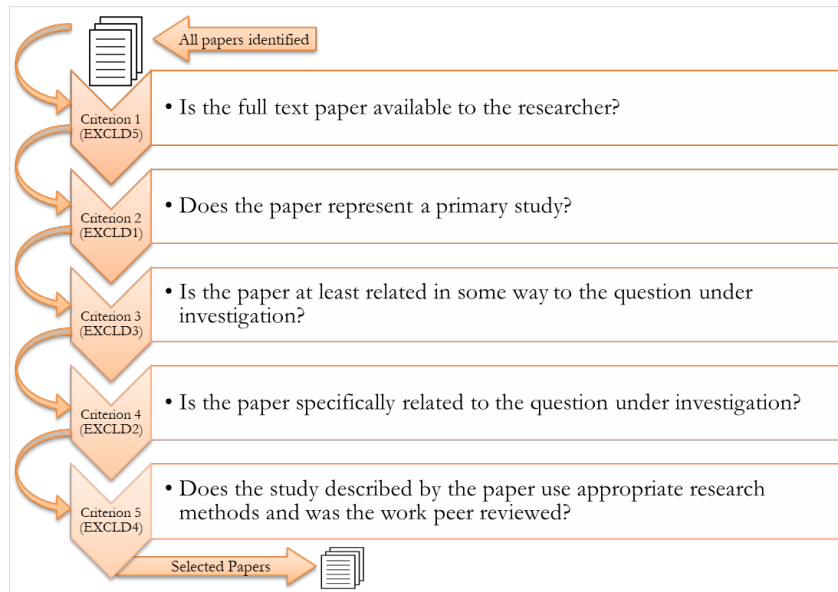 All papers identified
Criterion 1
(EXCLD5)
• Is the full text paper available to the researcher?
Criterion 2
(EXCLD1)
• Does the paper represent a primary study?
Criterion 3
(EXCLD3)
• Is the paper at least related in some way to the question under
investigation?
Criterion 4
(EXCLD2)
• Is the paper specifically related to the question under investigation?
Criterion 5
(EXCLD4)
• Does the study described by the paper use appropriate research
methods and was the work peer reviewed?
Selected Papers